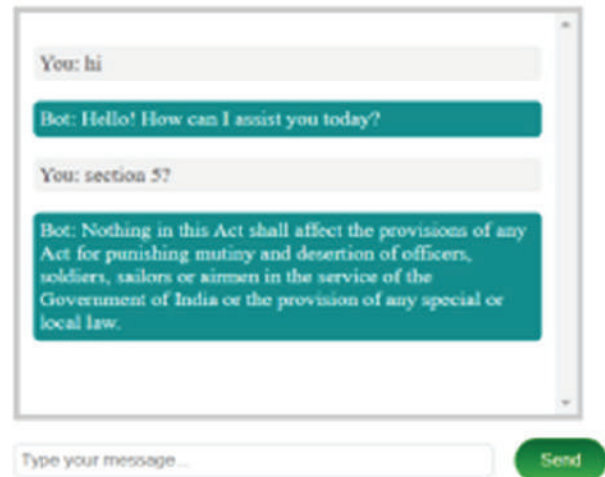 You: hi
Bot: Hello! How can I assist you today?
You: section 5?
Bot: Nothing in this Act shall affect the provisions of any
Act for punishing mutiny and desertion of officers,
soldiers, sailors or airmen in the service of the
Government of India or the provision of any special or
local law.
Type your message...
Send